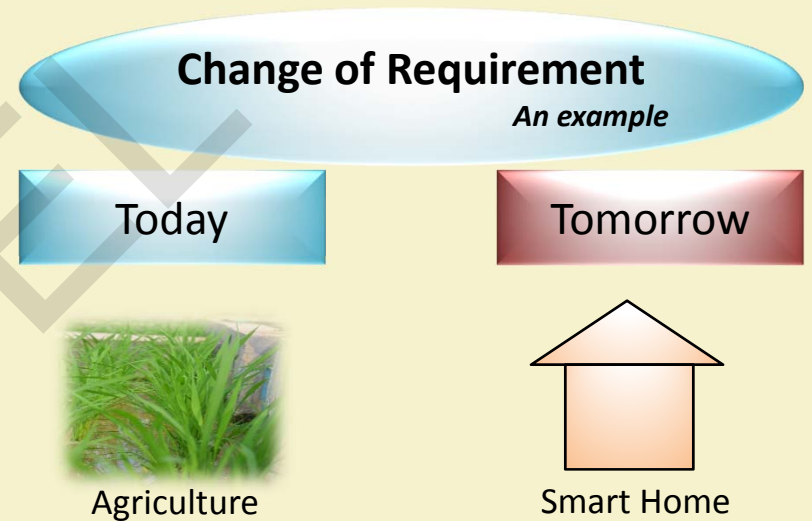 Change of Requirement
An example
Today
Tomorrow
Agriculture
Smart Home